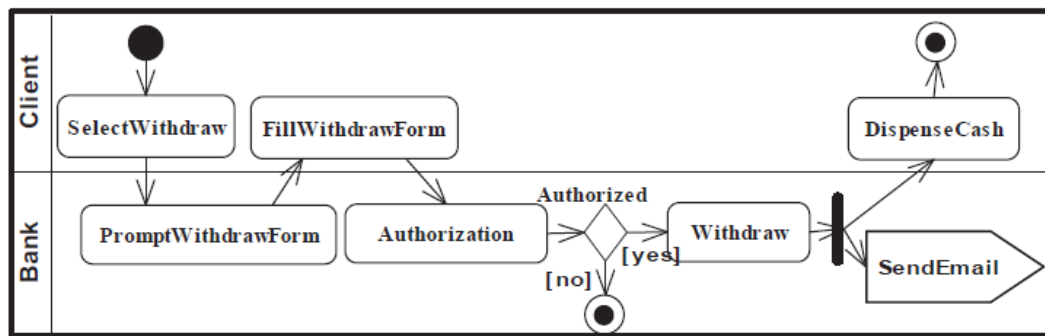 Client
SelectWithdraw
FillWithdrawForm
DispenseCash
Bank
PromptWithdrawForm
Authorization
Authorized
[yes]
[no]
Withdraw
SendEmail